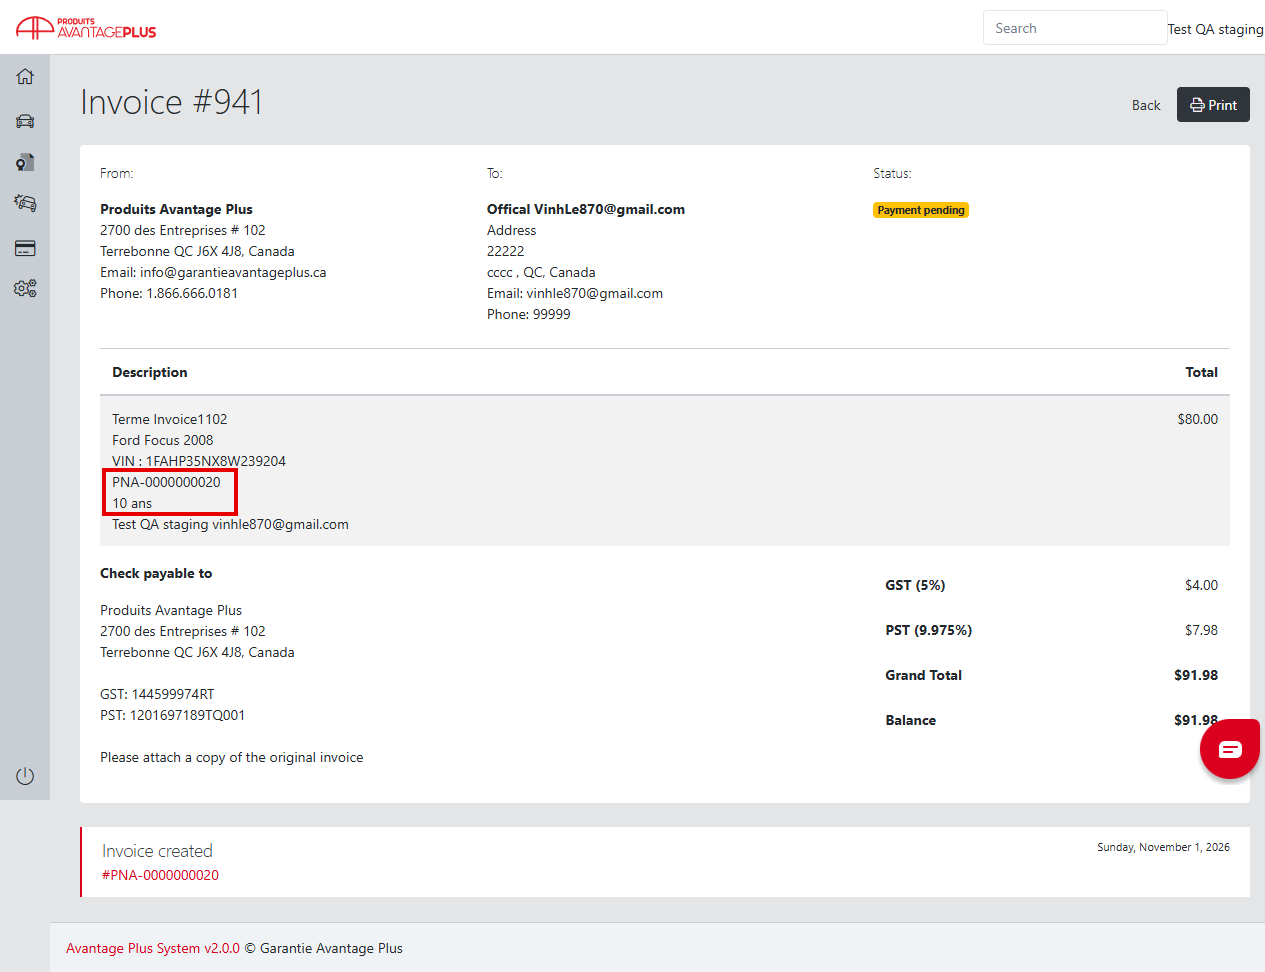 PRODUITS
AVANTAGEPLUS
Search
Test QA staging
Invoice #941
Back
Print
From:
Produits Avantage Plus
2700 des Entreprises # 102
Terrebonne QC J6X 4J8, Canada
Email: info@garantieavantageplus.ca
Phone: 1.866.666.0181
To:
Offical VinhLe870@gmail.com
Address
22222
cccc , QC, Canada
Email: vinhle870@gmail.com
Phone: 99999
Status:
Payment pending
Description Total
Terme Invoice1102 $80.00
Ford Focus 2008
VIN : 1FAHP35NX8W239204
PNA-0000000020
10 ans
Test QA staging vinhle870@gmail.com
Check payable to
Produits Avantage Plus
2700 des Entreprises # 102
Terrebonne QC J6X 4J8, Canada
GST: 144599974RT
PST: 1201697189TQ001
Please attach a copy of the original invoice
GST (5%) $4.00
PST (9.975%) $7.98
Grand Total $91.98
Balance $91.98
Invoice created
Sunday, November 1, 2026
#PNA-0000000020
Avantage Plus System v2.0.0 © Garantie Avantage Plus